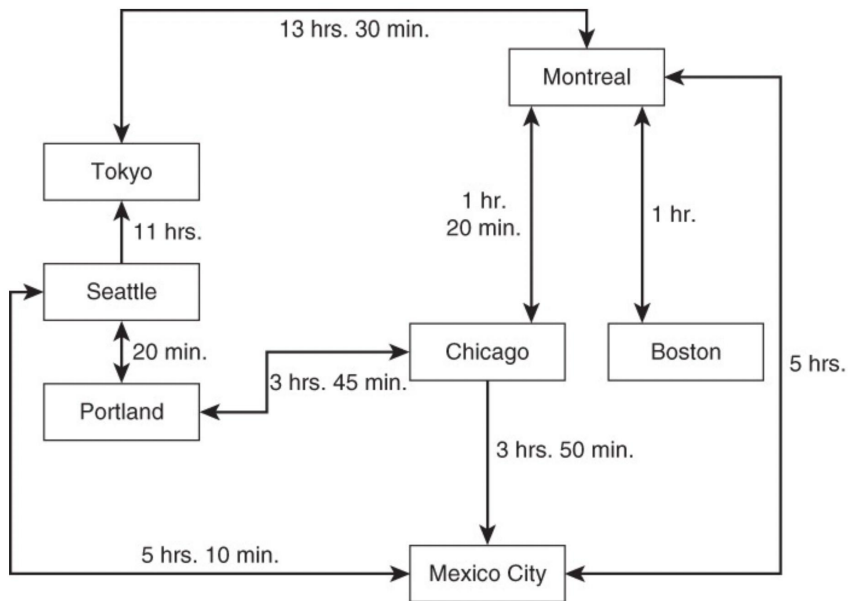 13 hrs. 30 min.
Montreal
Tokyo
1 hr.
20 min.
1 hr.
11 hrs.
Seattle
20 min.
Chicago
Boston
5 hrs.
3 hrs. 45 min.
Portland
3 hrs. 50 min.
5 hrs. 10 min.
Mexico City